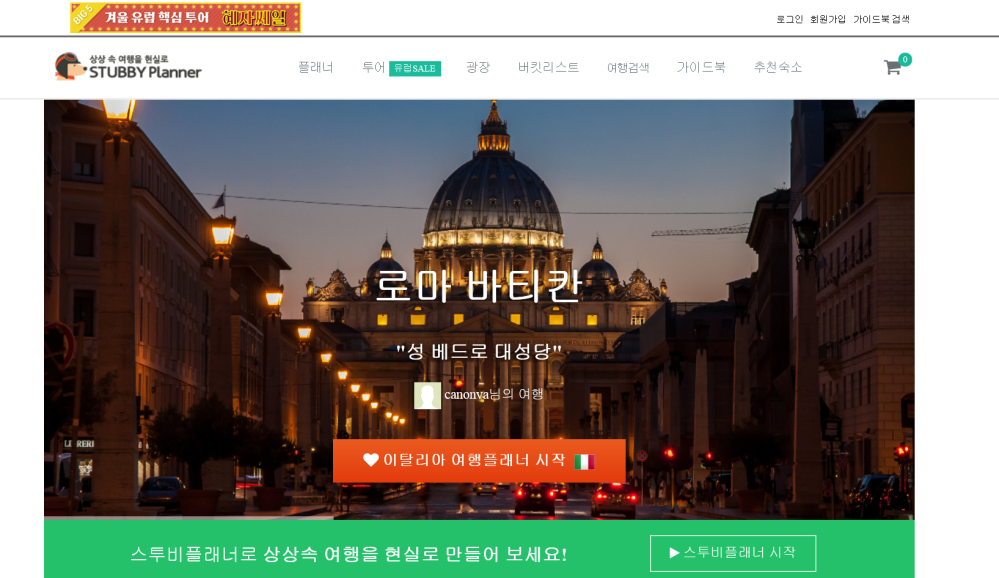 BIG 5 겨울 유럽 핵심 투어 혜자세일
로그인 회원가입 가이드북 검색
상상 속 여행을 현실로
STUBBY Planner
플래너 투어 유럽SALE 광장 버킷리스트 여행검색 가이드북 추천숙소 0
로마 바티칸
"성 베드로 대성당"
canonva님의 여행
이탈리아 여행플래너 시작
스투비플래너로 상상속 여행을 현실로 만들어 보세요!
스투비플래너 시작